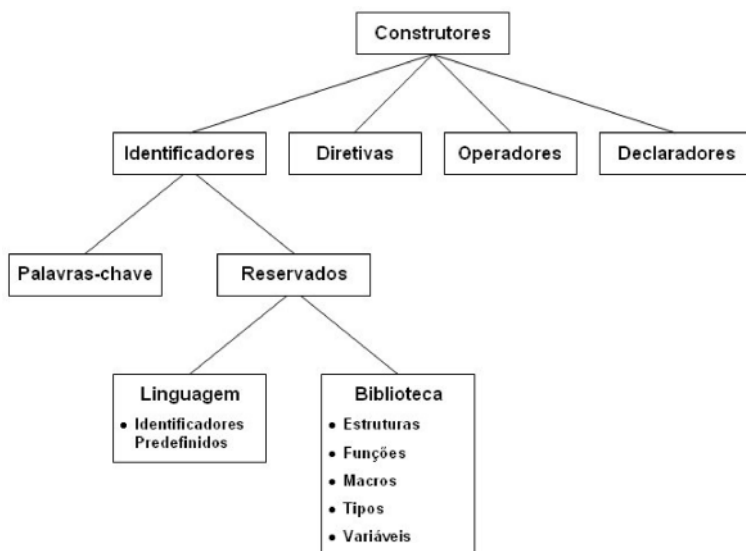 Construtores
Identificadores
Diretivas
Operadores
Declaradores
Palavras-chave
Reservados
Linguagem
• Identificadores
Predefinidos
Biblioteca
• Estruturas
• Funções
• Macros
• Tipos
• Variáveis